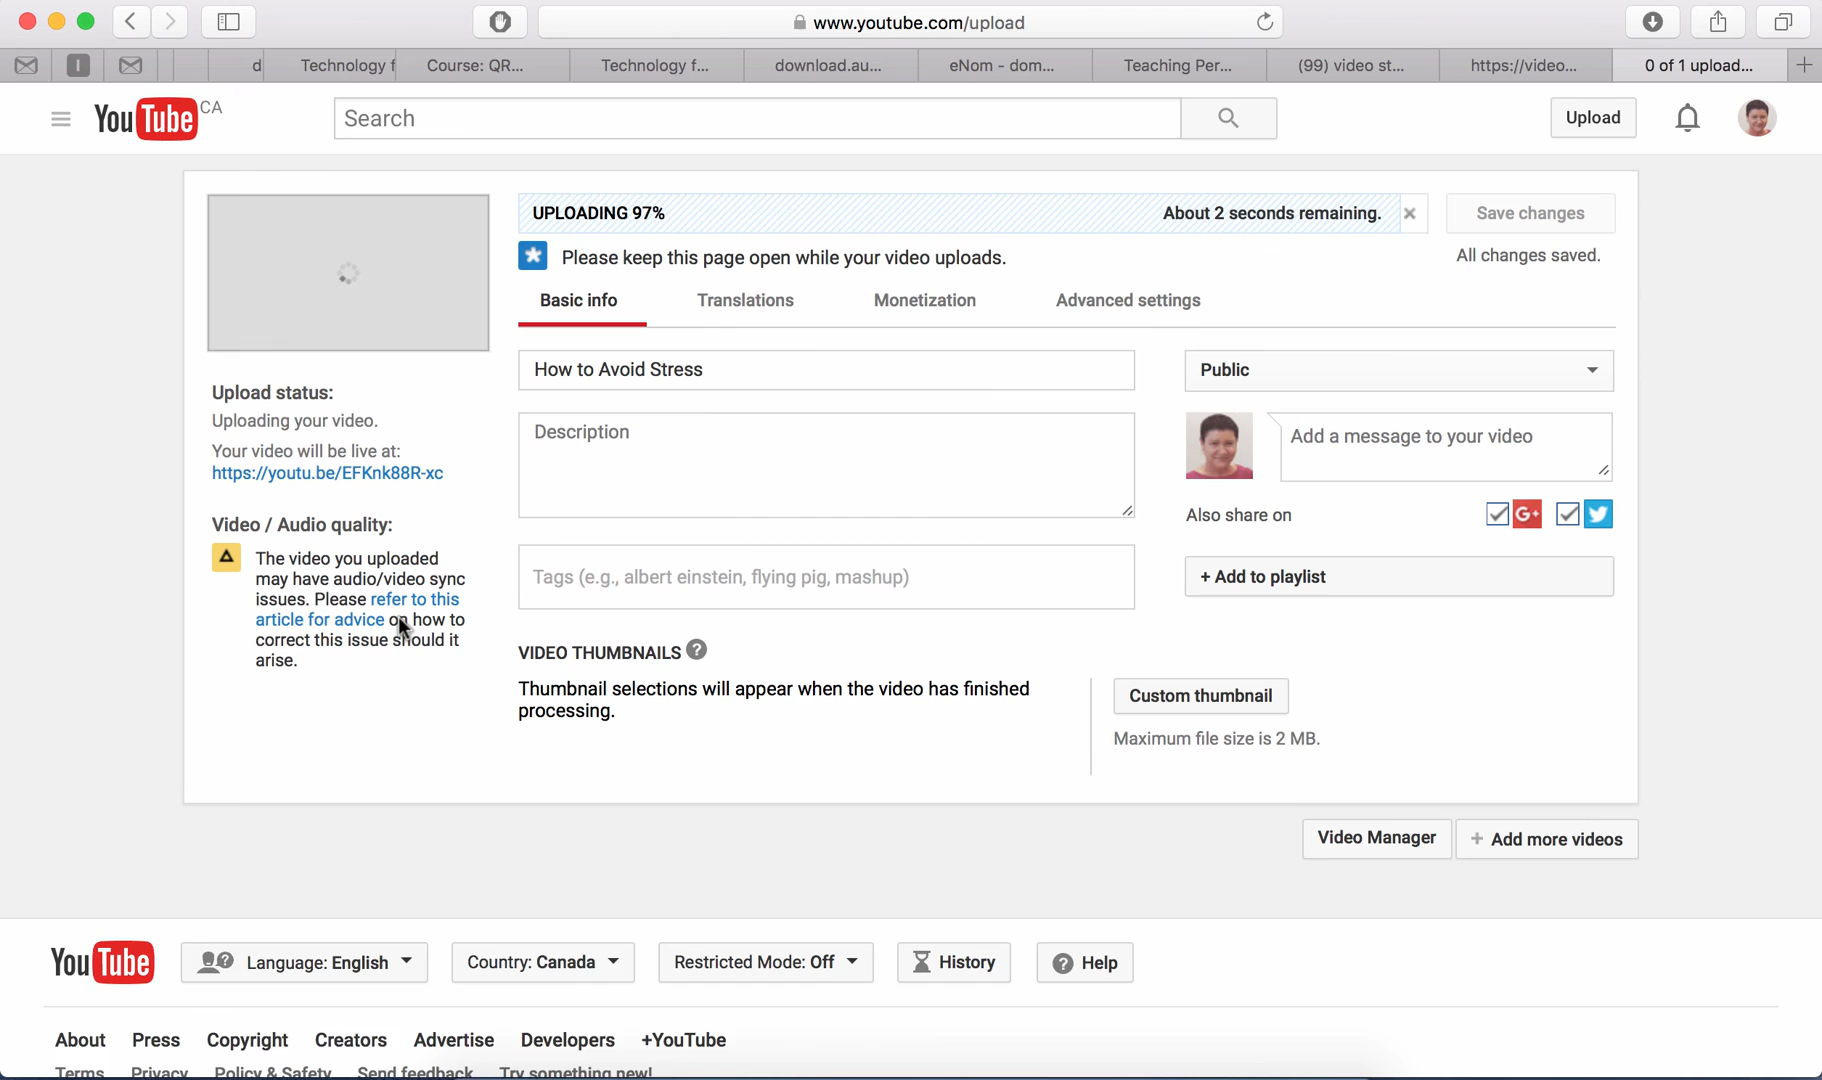 www.youtube.com/upload
d
Technology f
Course: QR...
Technology f...
download.au...
eNom - dom...
Teaching Per...
(99) video st...
https://video...
0 of 1 upload...
YouTube CA
Search
Upload
UPLOADING 97%
About 2 seconds remaining.
Save changes
Please keep this page open while your video uploads.
All changes saved.
Basic info
Translations
Monetization
Advanced settings
How to Avoid Stress
Public
Upload status:
Uploading your video.
Your video will be live at:
https://youtu.be/EFKnk88R-xc
Description
Add a message to your video
Also share on
G+
Video / Audio quality:
The video you uploaded
may have audio/video sync
issues. Please refer to this
article for advice on how to
correct this issue should it
arise.
Tags (e.g., albert einstein, flying pig, mashup)
+ Add to playlist
VIDEO THUMBNAILS ?
Thumbnail selections will appear when the video has finished
processing.
Custom thumbnail
Maximum file size is 2 MB.
Video Manager
+ Add more videos
YouTube
Language: English
Country: Canada
Restricted Mode: Off
History
Help
About
Press
Copyright
Creators
Advertise
Developers
+YouTube
Terms
Privacy
Policy & Safety
Send feedback
Try something new!